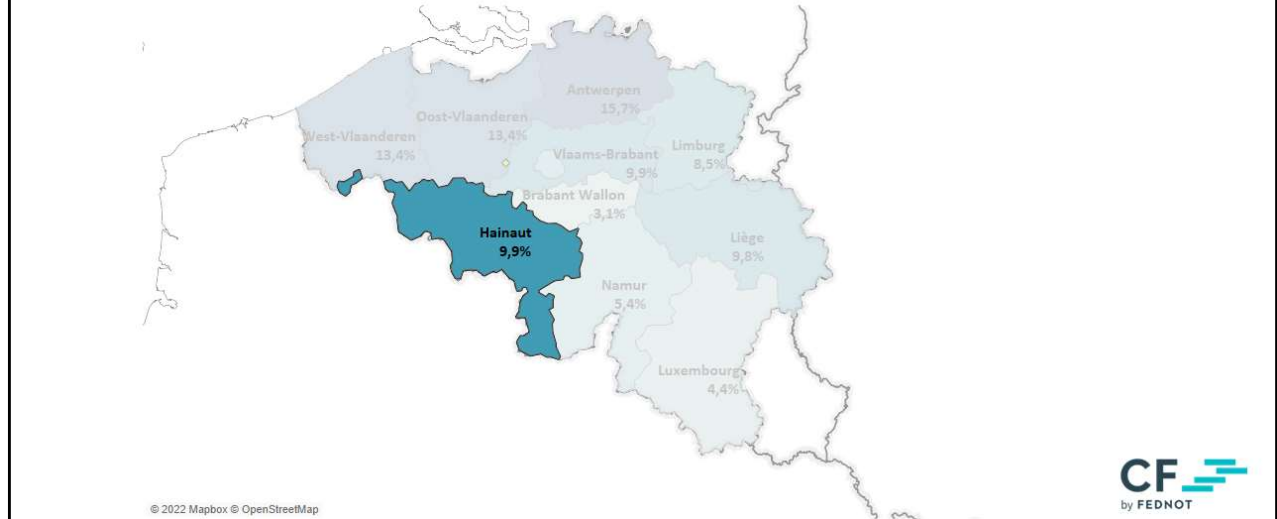 Antwerpen
15,7%
Oost-Vlaanderen
13,4%
West-Vlaanderen
13,4%
Limburg
8,5%
Vlaams-Brabant
9,9%
Brabant Wallon
3,1%
Hainaut
9,9%
Liège
9,8%
Namur
5,4%
Luxembourg
4,4%
© 2022 Mapbox © OpenStreetMap
CF
by FEDNOT